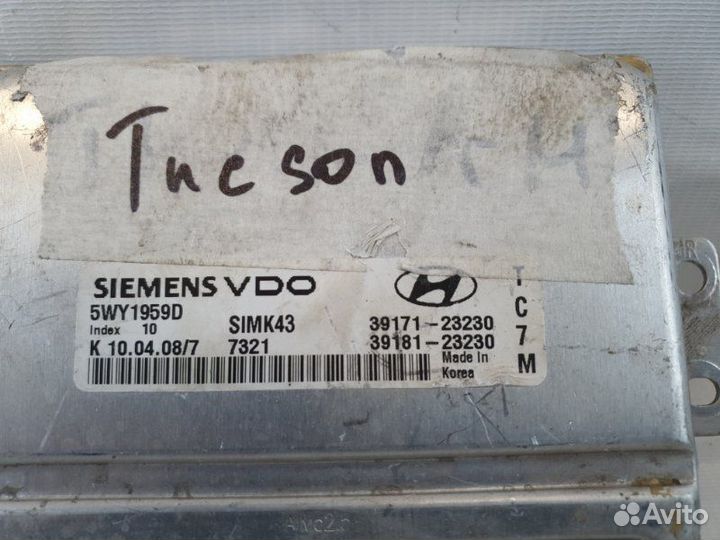 Tucson
SIEMENS VDO
5WY1959D
Index 10
SIMK43
39171-23230
K 10.04.08/7
7321
39181-23230
Made In
Korea
TC7M
Avito